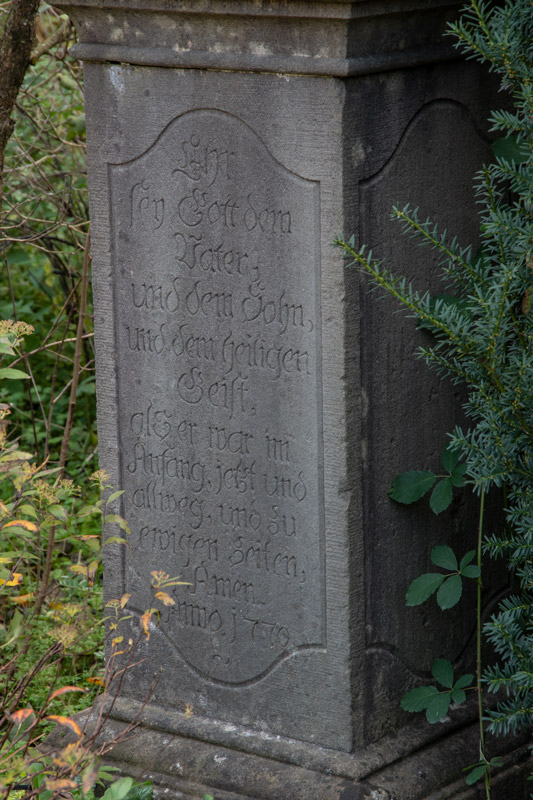 Ehr
sey Gott dem
Vater,
und dem Sohn,
und dem heiligen
Geist,
als er war im
Anfang, jetzt und
allweg, und zu
ewigen Zeiten,
Amen
Anno 1779